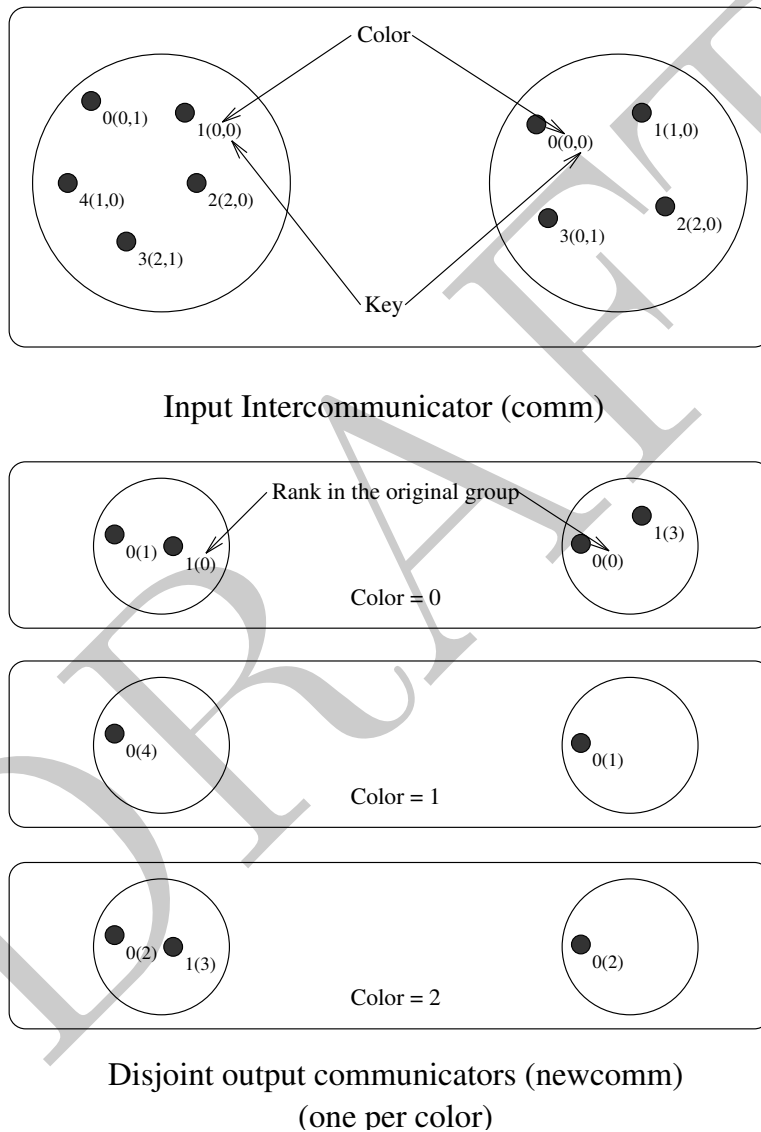 Color
0(0,1)
1(0,0)
4(1,0)
2(2,0)
3(2,1)
0(0,0)
1(1,0)
3(0,1)
2(2,0)
Key
Input Intercommunicator (comm)
Rank in the original group
0(1)
1(0)
0(0)
1(3)
Color = 0
0(4)
0(1)
Color = 1
0(2)
1(3)
0(2)
Color = 2
Disjoint output communicators (newcomm)
(one per color)
DRAFT